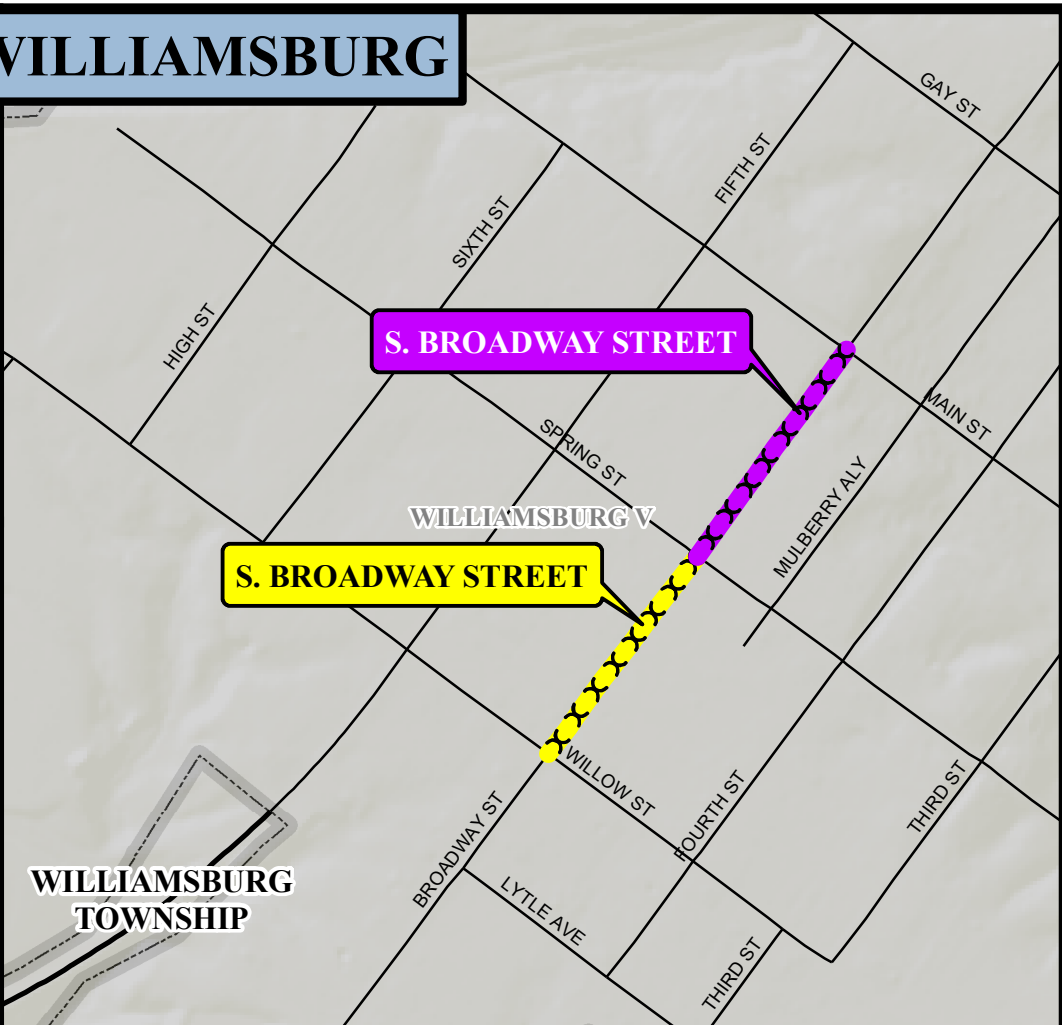 WILLIAMSBURG
GAY ST
FIFTH ST
SIXTH ST
HIGH ST
S. BROADWAY STREET
MAIN ST
SPRING ST
MULBERRY ALY
WILLIAMSBURG V
S. BROADWAY STREET
WILLOW ST
FOURTH ST
THIRD ST
BROADWAY ST
WILLIAMSBURG
TOWNSHIP
LYTLE AVE
THIRD ST